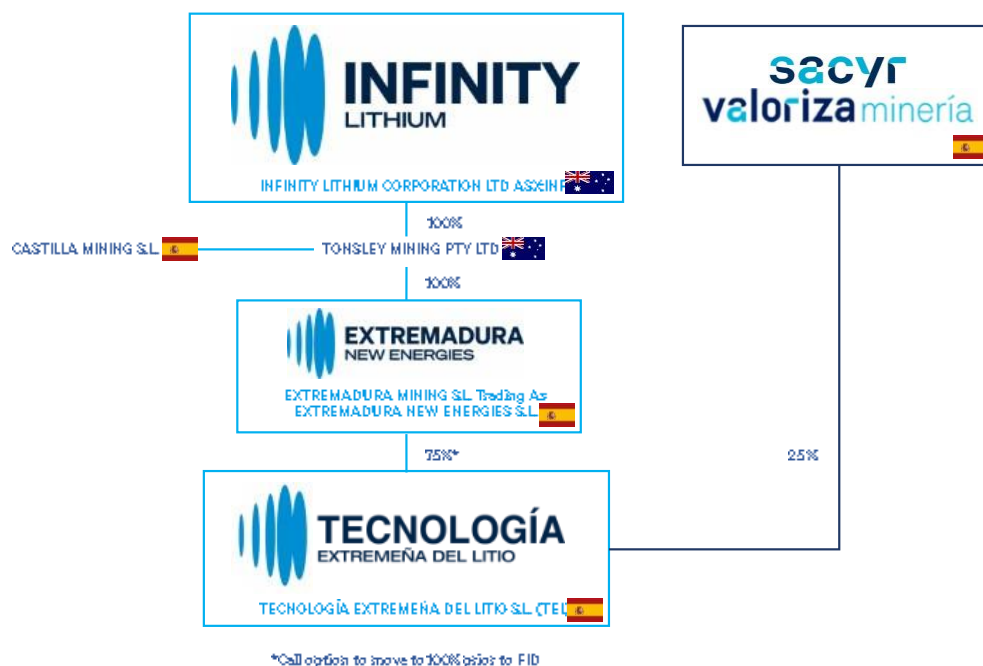 INFINITY
LITHIUM
INFINITY LITHIUM CORPORATION LTD ASX:INF
sacyr
valoriza minería
100%
CASTILLA MINING S.L.
TONSLEY MINING PTY LTD
100%
EXTREMADURA
NEW ENERGIES
EXTREMADURA MINING S.L. Trading As
EXTREMADURA NEW ENERGIES S.L.
75%*
25%
TECNOLOGÍA
EXTREMEÑA DEL LITIO
TECNOLOGÍA EXTREMEÑA DEL LITIO S.L. (TEL)
*Call option to move to 100% prior to FID